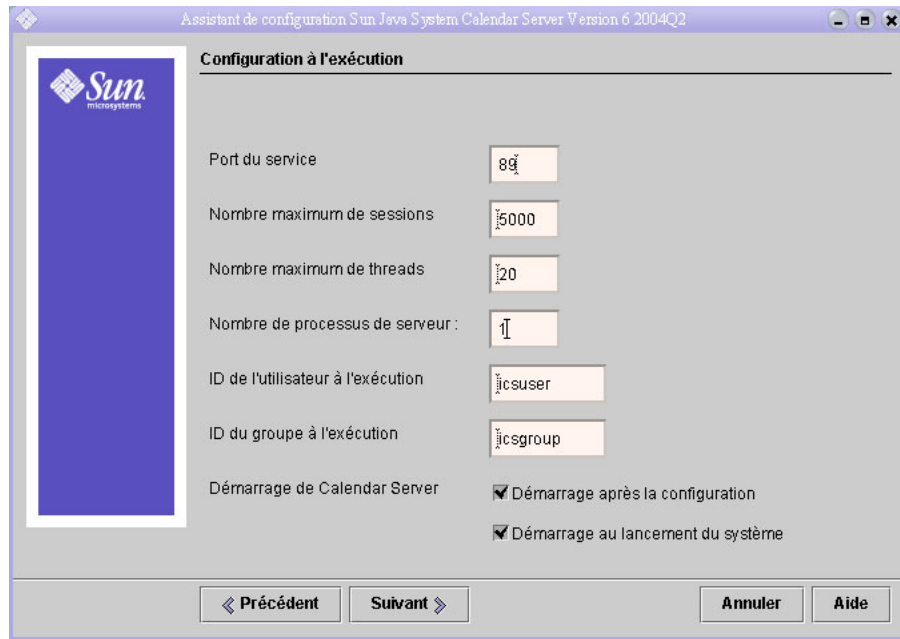 Assistant de configuration Sun Java System Calendar Server Version 6 2004Q2
Sun
microsystems
Configuration à l'exécution
Port du service
89
Nombre maximum de sessions
5000
Nombre maximum de threads
20
Nombre de processus de serveur :
1
ID de l'utilisateur à l'exécution
icsuser
ID du groupe à l'exécution
icsgroup
Démarrage de Calendar Server
Démarrage après la configuration
Démarrage au lancement du système
Précédent
Suivant
Annuler
Aide